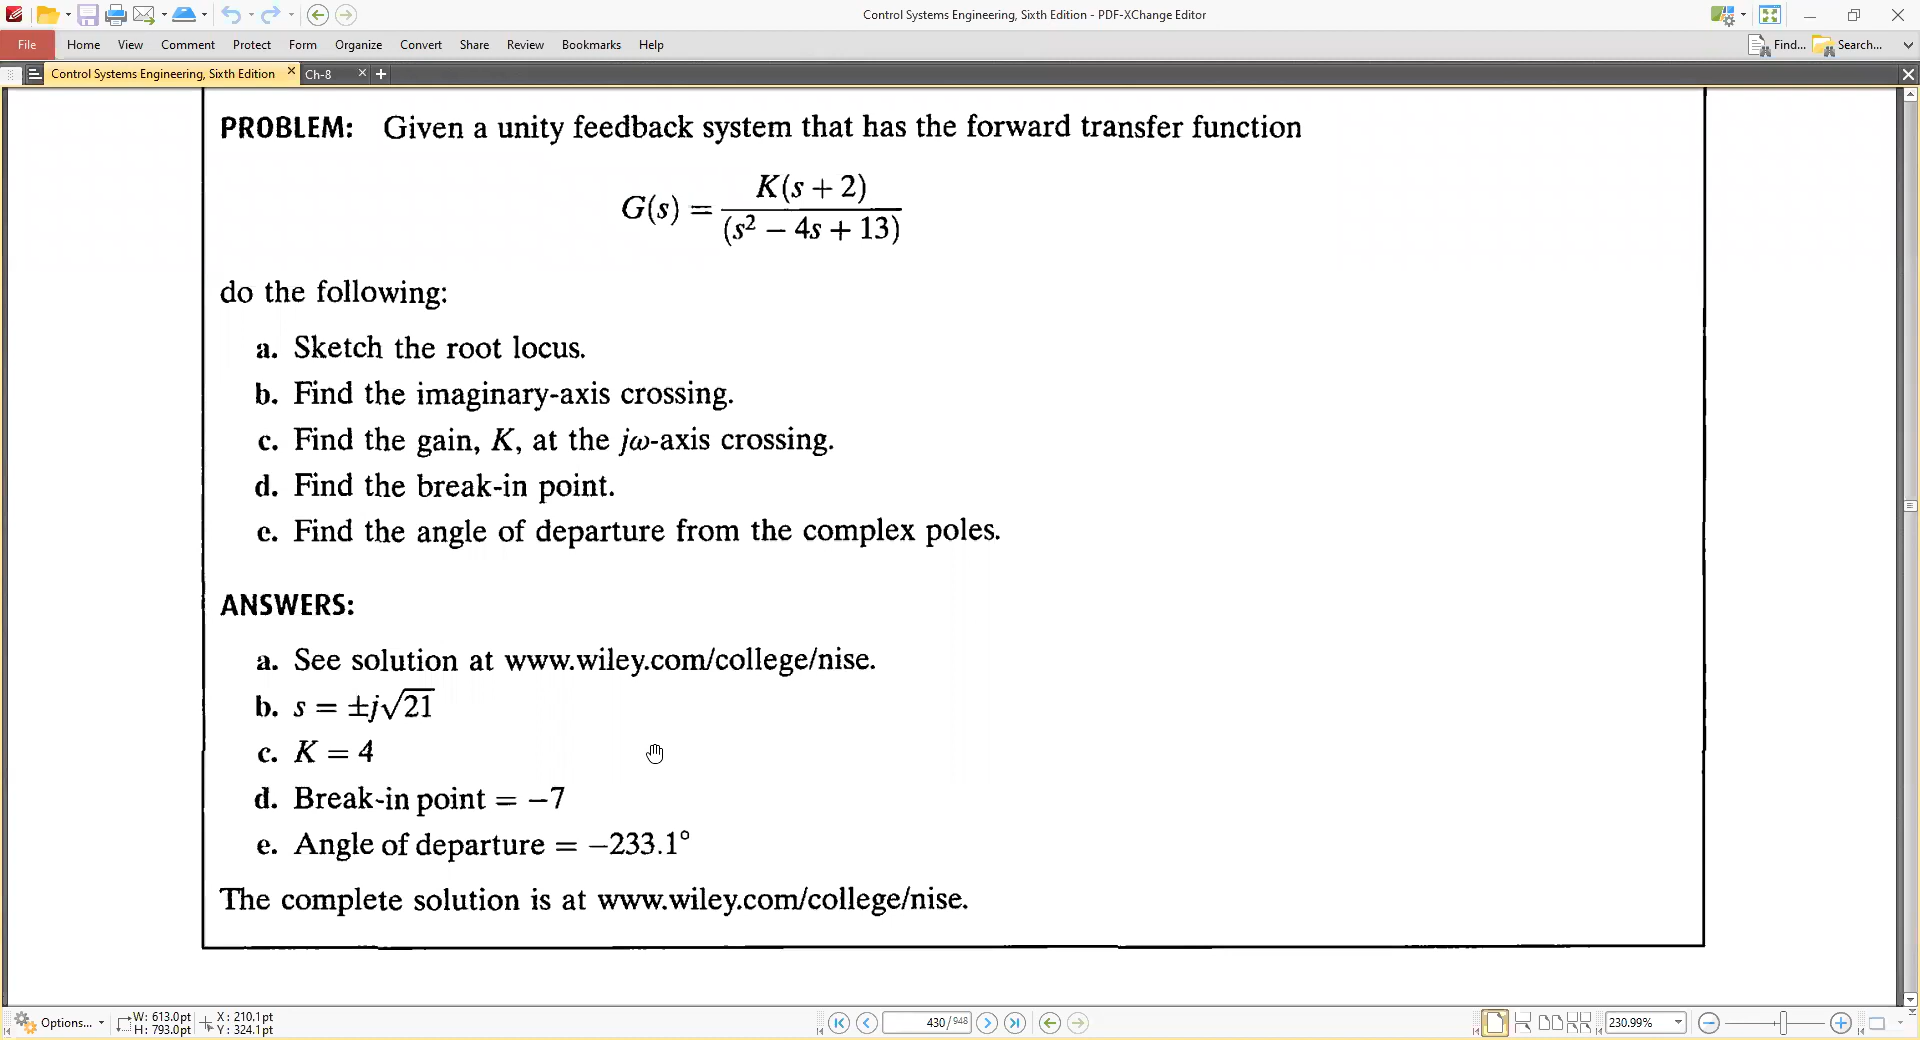 Control Systems Engineering, Sixth Edition - PDF-XChange Editor
File Home View Comment Protect Form Organize Convert Share Review Bookmarks Help Find... Search...
Control Systems Engineering, Sixth Edition Ch-8
PROBLEM: Given a unity feedback system that has the forward transfer function
G(s) = K(s + 2) / (s² − 4s + 13)
do the following:
a. Sketch the root locus.
b. Find the imaginary-axis crossing.
c. Find the gain, K, at the jω-axis crossing.
d. Find the break-in point.
e. Find the angle of departure from the complex poles.
ANSWERS:
a. See solution at www.wiley.com/college/nise.
b. s = ±j√21
c. K = 4
d. Break-in point = −7
e. Angle of departure = −233.1°
The complete solution is at www.wiley.com/college/nise.
Options... W: 613.0pt X: 210.1pt 430/948 230.99%
H: 793.0pt Y: 324.1pt